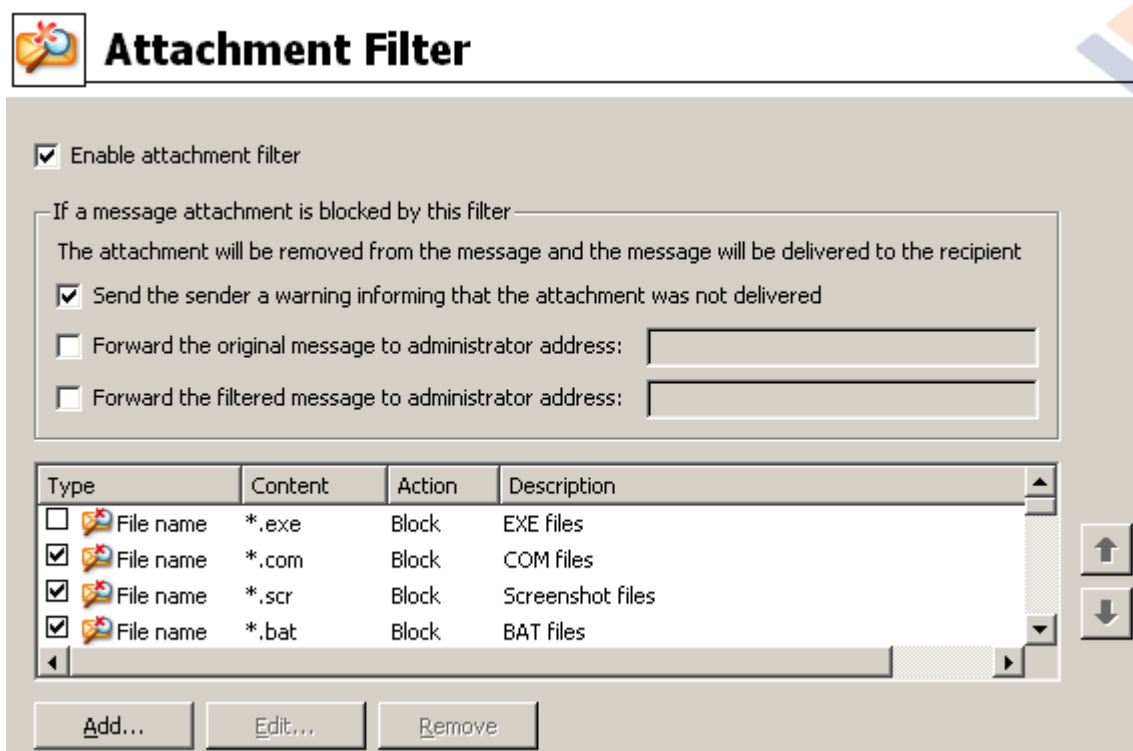 Attachment Filter
Enable attachment filter
If a message attachment is blocked by this filter
The attachment will be removed from the message and the message will be delivered to the recipient
Send the sender a warning informing that the attachment was not delivered
Forward the original message to administrator address:
Forward the filtered message to administrator address:
Type Content Action Description
File name *.exe Block EXE files
File name *.com Block COM files
File name *.scr Block Screenshot files
File name *.bat Block BAT files
Add... Edit... Remove